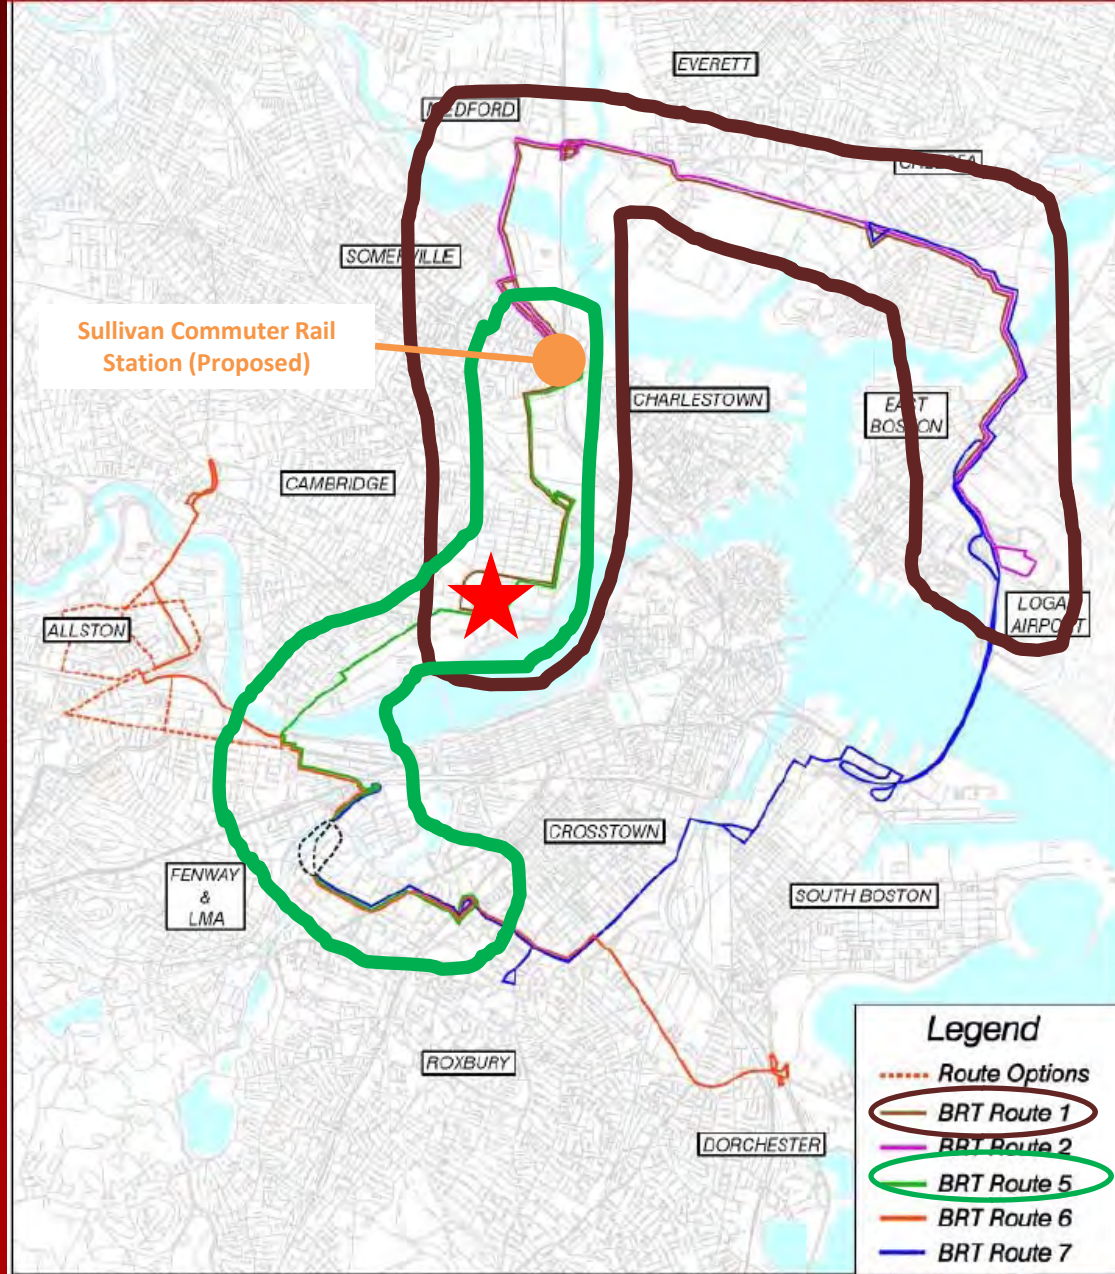 EVERETT
MEDFORD
CHELSEA
SOMERVILLE
Sullivan Commuter Rail
Station (Proposed)
CHARLESTOWN
EAST
BOSTON
CAMBRIDGE
ALLSTON
LOGAN
AIRPORT
CROSSTOWN
FENWAY
&
LMA
SOUTH BOSTON
ROXBURY
DORCHESTER
Legend
Route Options
BRT Route 1
BRT Route 2
BRT Route 5
BRT Route 6
BRT Route 7